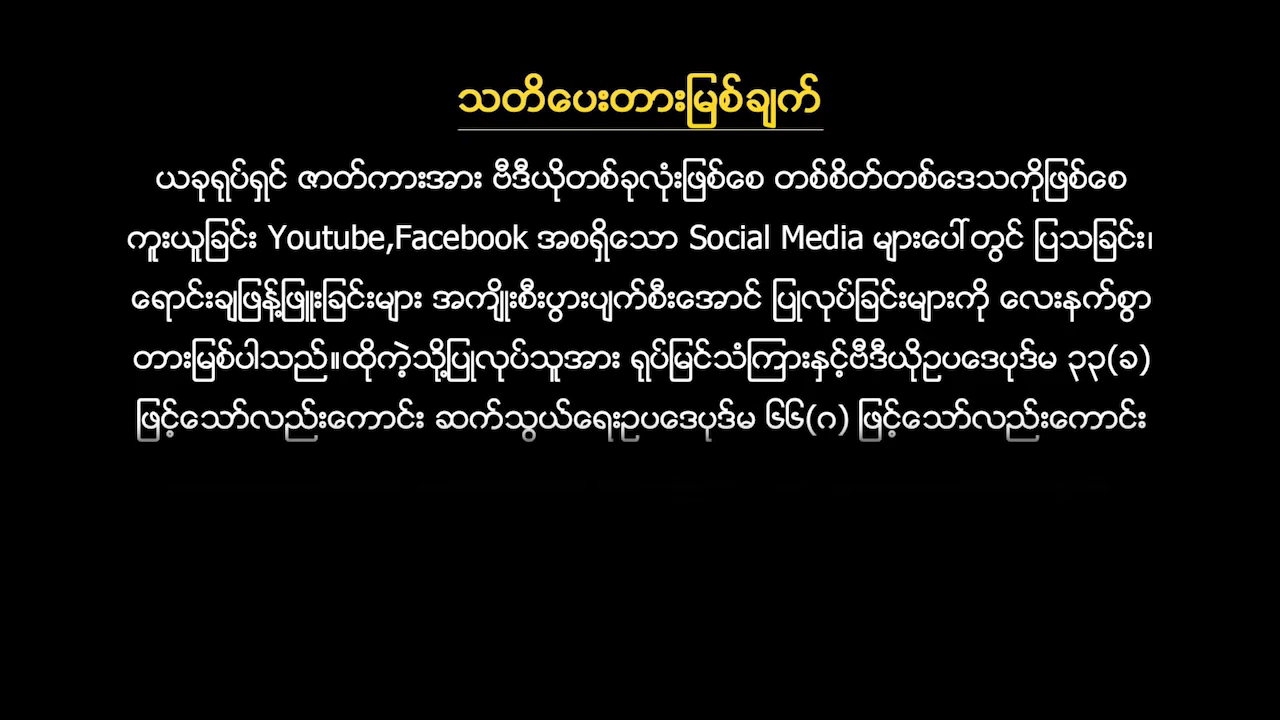 သတိပေးတားမြစ်ချက်
ယခုရုပ်ရှင် ဇာတ်ကားအား ဗီဒီယိုတစ်ခုလုံးဖြစ်စေ တစ်စိတ်တစ်ဒေသကိုဖြစ်စေ
ကူးယူခြင်း Youtube,Facebook အစရှိသော Social Media များပေါ်တွင် ပြသခြင်း၊
ရောင်းချဖြန့်ဖြူးခြင်းများ အကျိုးစီးပွားပျက်စီးအောင် ပြုလုပ်ခြင်းများကို လေးနက်စွာ
တားမြစ်ပါသည်။ထိုကဲ့သို့ပြုလုပ်သူအား ရုပ်မြင်သံကြားနှင့်ဗီဒီယိုဥပဒေပုဒ်မ ၃၃(ခ)
ဖြင့်သော်လည်းကောင်း ဆက်သွယ်ရေးဥပဒေပုဒ်မ ၆၆(ဂ) ဖြင့်သော်လည်းကောင်း